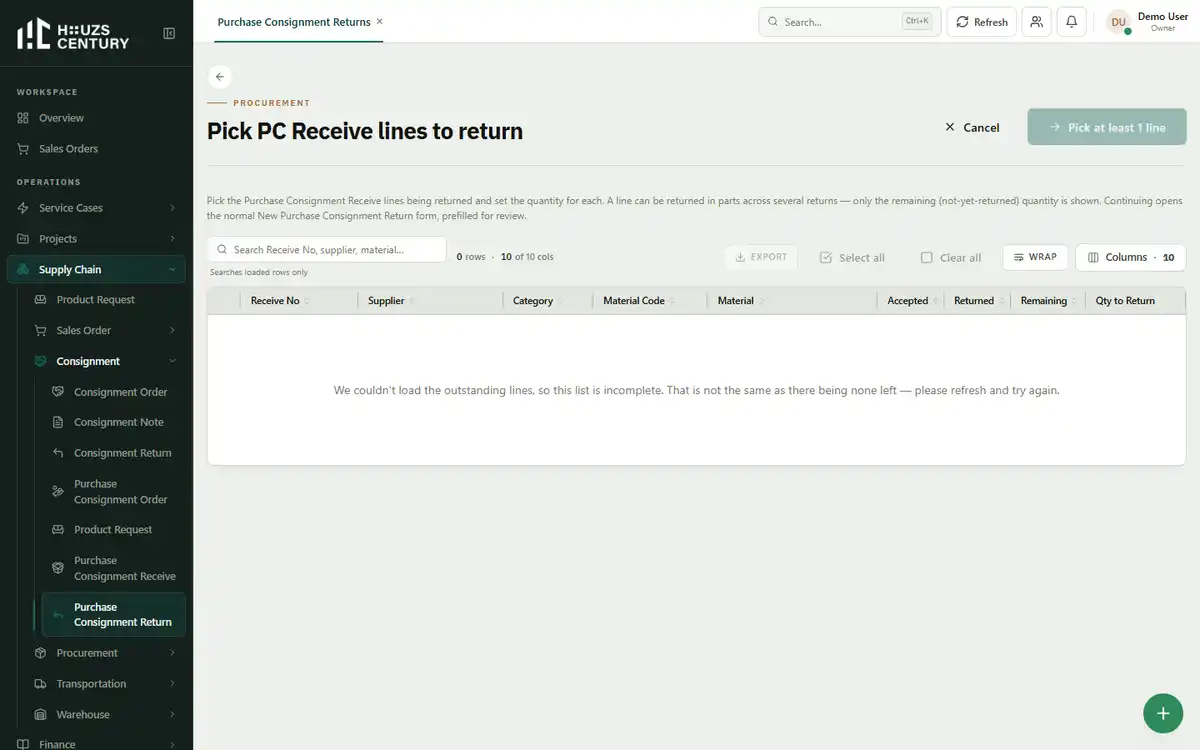 HOUZS CENTURY
WORKSPACE
Overview
Sales Orders
OPERATIONS
Service Cases
Projects
Supply Chain
Product Request
Sales Order
Consignment
Consignment Order
Consignment Note
Consignment Return
Purchase
Consignment Order
Product Request
Purchase
Consignment Receive
Purchase
Consignment Return
Procurement
Transportation
Warehouse
Finance
Purchase Consignment Returns ×
Search... Ctrl+K
Refresh
DU
Demo User
Owner
PROCUREMENT
Pick PC Receive lines to return
Cancel
Pick at least 1 line
Pick the Purchase Consignment Receive lines being returned and set the quantity for each. A line can be returned in parts across several returns — only the remaining (not-yet-returned) quantity is shown. Continuing opens
the normal New Purchase Consignment Return form, prefilled for review.
Search Receive No, supplier, material...
0 rows · 10 of 10 cols
EXPORT
Select all
Clear all
WRAP
Columns · 10
Searches loaded rows only
Receive No Supplier Category Material Code Material Accepted Returned Remaining Qty to Return
We couldn't load the outstanding lines, so this list is incomplete. That is not the same as there being none left — please refresh and try again.